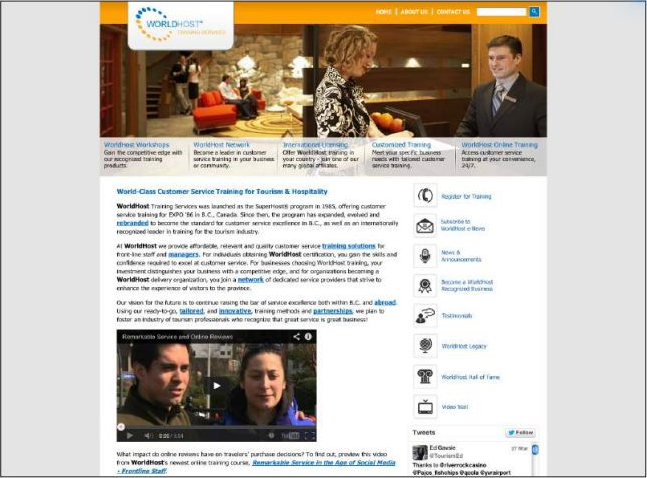 HOME | ABOUT US | CONTACT US
WORLDHOST
TRAINING SERVICES
WorldHost Workshops
Gain the competitive edge with
our recognized training
products.
WorldHost Network
Become a leader in customer
service training in your business
or community.
International Licensing
Offer WorldHost training in
your country - join one of our
many global affiliates.
Customized Training
Meet your specific business
needs with tailored customer
service training.
WorldHost Online Training
Access customer service
training at your convenience,
24/7.
World-Class Customer Service Training for Tourism & Hospitality
WorldHost Training Services was launched as the SuperHost® program in 1985, offering customer
service training for EXPO '86 in B.C., Canada. Since then, the program has expanded, evolved and
rebranded to become the standard for customer service excellence in B.C., as well as an internationally
recognized leader in training for the tourism industry.
At WorldHost we provide affordable, relevant and quality customer service training solutions for
front-line staff and managers. For individuals obtaining WorldHost certification, you gain the skills and
confidence required to excel at customer service. For businesses choosing WorldHost training, your
investment distinguishes your business with a competitive edge, and for organizations becoming a
WorldHost delivery organization, you join a network of dedicated service providers that strive to
enhance the experience of visitors to the province.
Our vision for the future is to continue raising the bar of service excellence both within B.C. and abroad.
Using our ready-to-go, tailored, and innovative, training methods and partnerships, we plan to
foster an industry of tourism professionals who recognize that great service is great business!
Remarkable Service and Online Reviews
0:00 / 3:54
What impact do online reviews have on travelers' purchase decisions? To find out, preview this video
from WorldHost's newest online training course, Remarkable Service in the Age of Social Media
- Frontline Staff.
Register for Training
Subscribe to
WorldHost e-News
News &
Announcements
Become a WorldHost
Recognized Business
Testimonials
WorldHost Legacy
WorldHost Hall of Fame
Video Wall
Tweets
Follow
Ed Gavsie
27 Mar
@TourismEd
Thanks to @riverrockcasino